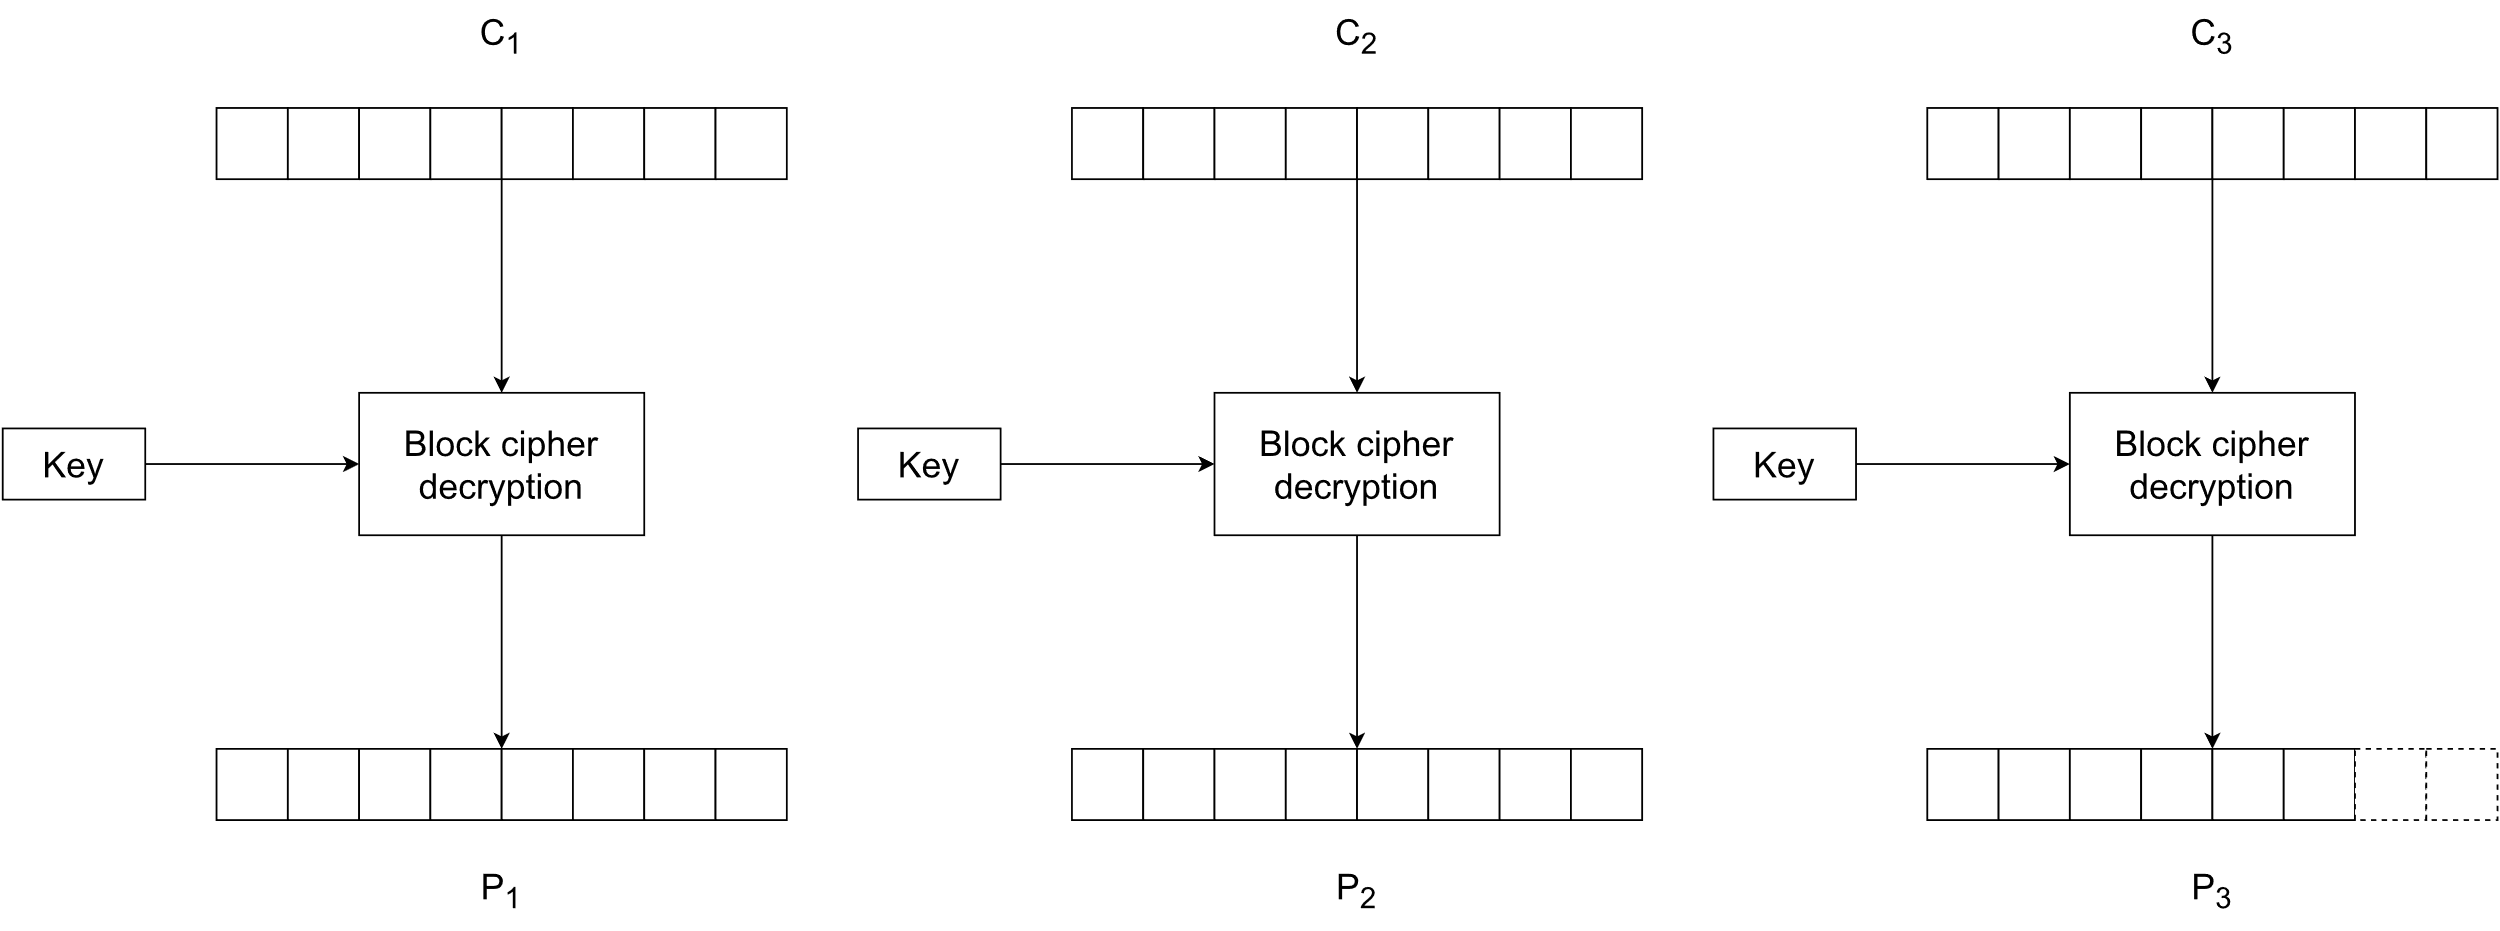 C₁
C₂
C₃
Key
Block cipher
decryption
Key
Block cipher
decryption
Key
Block cipher
decryption
P₁
P₂
P₃